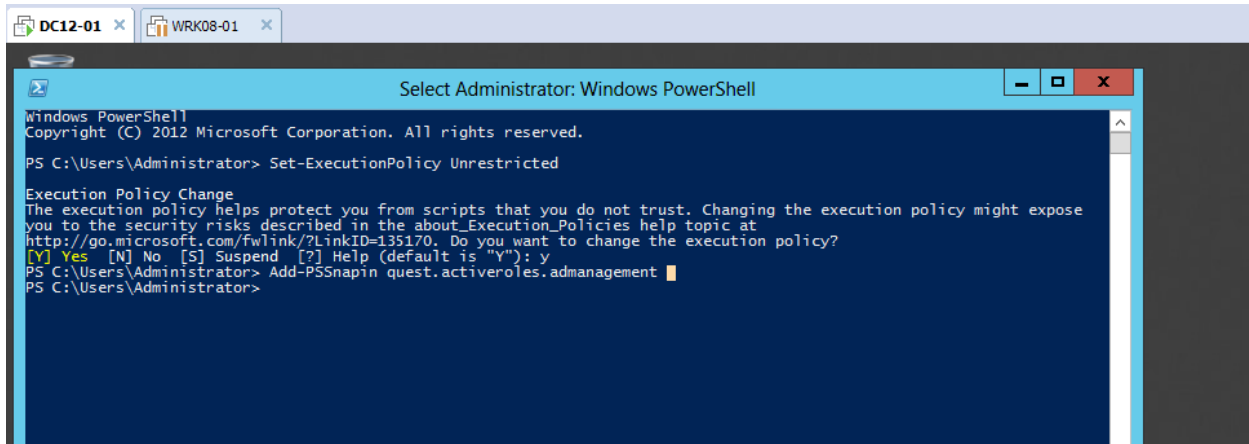 DC12-01
WRK08-01
Select Administrator: Windows PowerShell
Windows PowerShell
Copyright (C) 2012 Microsoft Corporation. All rights reserved.
PS C:\Users\Administrator> Set-ExecutionPolicy Unrestricted
Execution Policy Change
The execution policy helps protect you from scripts that you do not trust. Changing the execution policy might expose
you to the security risks described in the about_Execution_Policies help topic at
http://go.microsoft.com/fwlink/?LinkID=135170. Do you want to change the execution policy?
[Y] Yes  [N] No  [S] Suspend  [?] Help (default is "Y"): y
PS C:\Users\Administrator> Add-PSSnapin quest.activeroles.admanagement
PS C:\Users\Administrator>